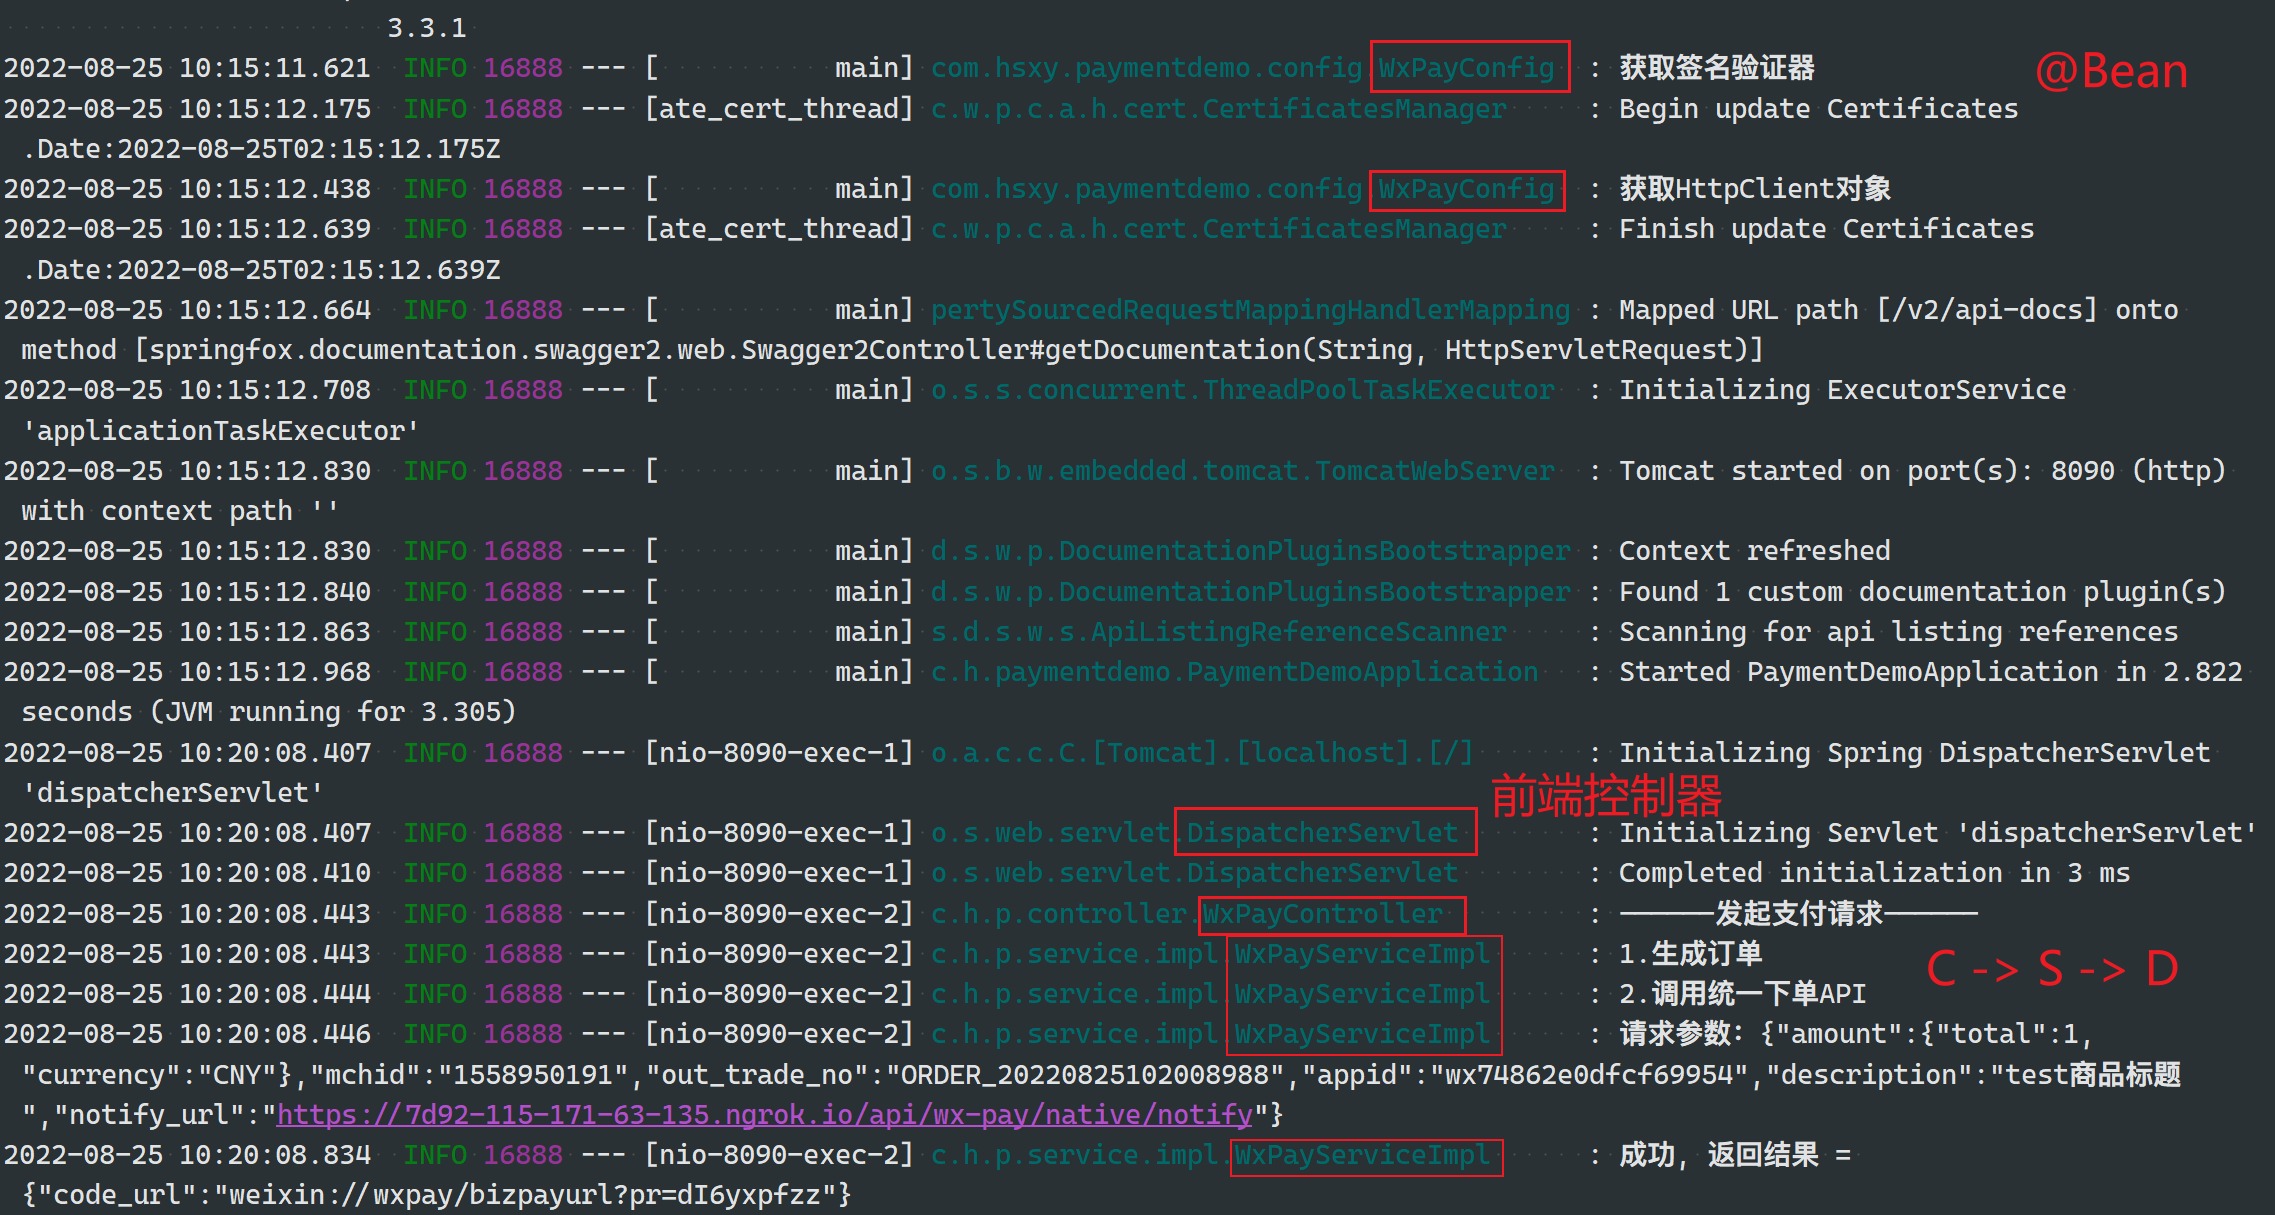 3.3.1
2022-08-25 10:15:11.621  INFO 16888 --- [           main] com.hsxy.paymentdemo.config.WxPayConfig  : 获取签名验证器
@Bean
2022-08-25 10:15:12.175  INFO 16888 --- [ate_cert_thread] c.w.p.c.a.h.cert.CertificatesManager     : Begin update Certificates
.Date:2022-08-25T02:15:12.175Z
2022-08-25 10:15:12.438  INFO 16888 --- [           main] com.hsxy.paymentdemo.config.WxPayConfig  : 获取HttpClient对象
2022-08-25 10:15:12.639  INFO 16888 --- [ate_cert_thread] c.w.p.c.a.h.cert.CertificatesManager     : Finish update Certificates
.Date:2022-08-25T02:15:12.639Z
2022-08-25 10:15:12.664  INFO 16888 --- [           main] pertySourcedRequestMappingHandlerMapping : Mapped URL path [/v2/api-docs] onto
method [springfox.documentation.swagger2.web.Swagger2Controller#getDocumentation(String, HttpServletRequest)]
2022-08-25 10:15:12.708  INFO 16888 --- [           main] o.s.s.concurrent.ThreadPoolTaskExecutor  : Initializing ExecutorService
'applicationTaskExecutor'
2022-08-25 10:15:12.830  INFO 16888 --- [           main] o.s.b.w.embedded.tomcat.TomcatWebServer  : Tomcat started on port(s): 8090 (http)
with context path ''
2022-08-25 10:15:12.830  INFO 16888 --- [           main] d.s.w.p.DocumentationPluginsBootstrapper : Context refreshed
2022-08-25 10:15:12.840  INFO 16888 --- [           main] d.s.w.p.DocumentationPluginsBootstrapper : Found 1 custom documentation plugin(s)
2022-08-25 10:15:12.863  INFO 16888 --- [           main] s.d.s.w.s.ApiListingReferenceScanner     : Scanning for api listing references
2022-08-25 10:15:12.968  INFO 16888 --- [           main] c.h.paymentdemo.PaymentDemoApplication   : Started PaymentDemoApplication in 2.822
seconds (JVM running for 3.305)
2022-08-25 10:20:08.407  INFO 16888 --- [nio-8090-exec-1] o.a.c.c.C.[Tomcat].[localhost].[/]       : Initializing Spring DispatcherServlet
'dispatcherServlet'
前端控制器
2022-08-25 10:20:08.407  INFO 16888 --- [nio-8090-exec-1] o.s.web.servlet.DispatcherServlet        : Initializing Servlet 'dispatcherServlet'
2022-08-25 10:20:08.410  INFO 16888 --- [nio-8090-exec-1] o.s.web.servlet.DispatcherServlet        : Completed initialization in 3 ms
2022-08-25 10:20:08.443  INFO 16888 --- [nio-8090-exec-2] c.h.p.controller.WxPayController         : ------发起支付请求------
2022-08-25 10:20:08.443  INFO 16888 --- [nio-8090-exec-2] c.h.p.service.impl.WxPayServiceImpl      : 1.生成订单
C -> S -> D
2022-08-25 10:20:08.444  INFO 16888 --- [nio-8090-exec-2] c.h.p.service.impl.WxPayServiceImpl      : 2.调用统一下单API
2022-08-25 10:20:08.446  INFO 16888 --- [nio-8090-exec-2] c.h.p.service.impl.WxPayServiceImpl      : 请求参数: {"amount":{"total":1,
"currency":"CNY"},"mchid":"1558950191","out_trade_no":"ORDER_20220825102008988","appid":"wx74862e0dfcf69954","description":"test商品标题
","notify_url":"https://7d92-115-171-63-135.ngrok.io/api/wx-pay/native/notify"}
2022-08-25 10:20:08.834  INFO 16888 --- [nio-8090-exec-2] c.h.p.service.impl.WxPayServiceImpl      : 成功, 返回结果 =
{"code_url":"weixin://wxpay/bizpayurl?pr=dI6yxpfzz"}